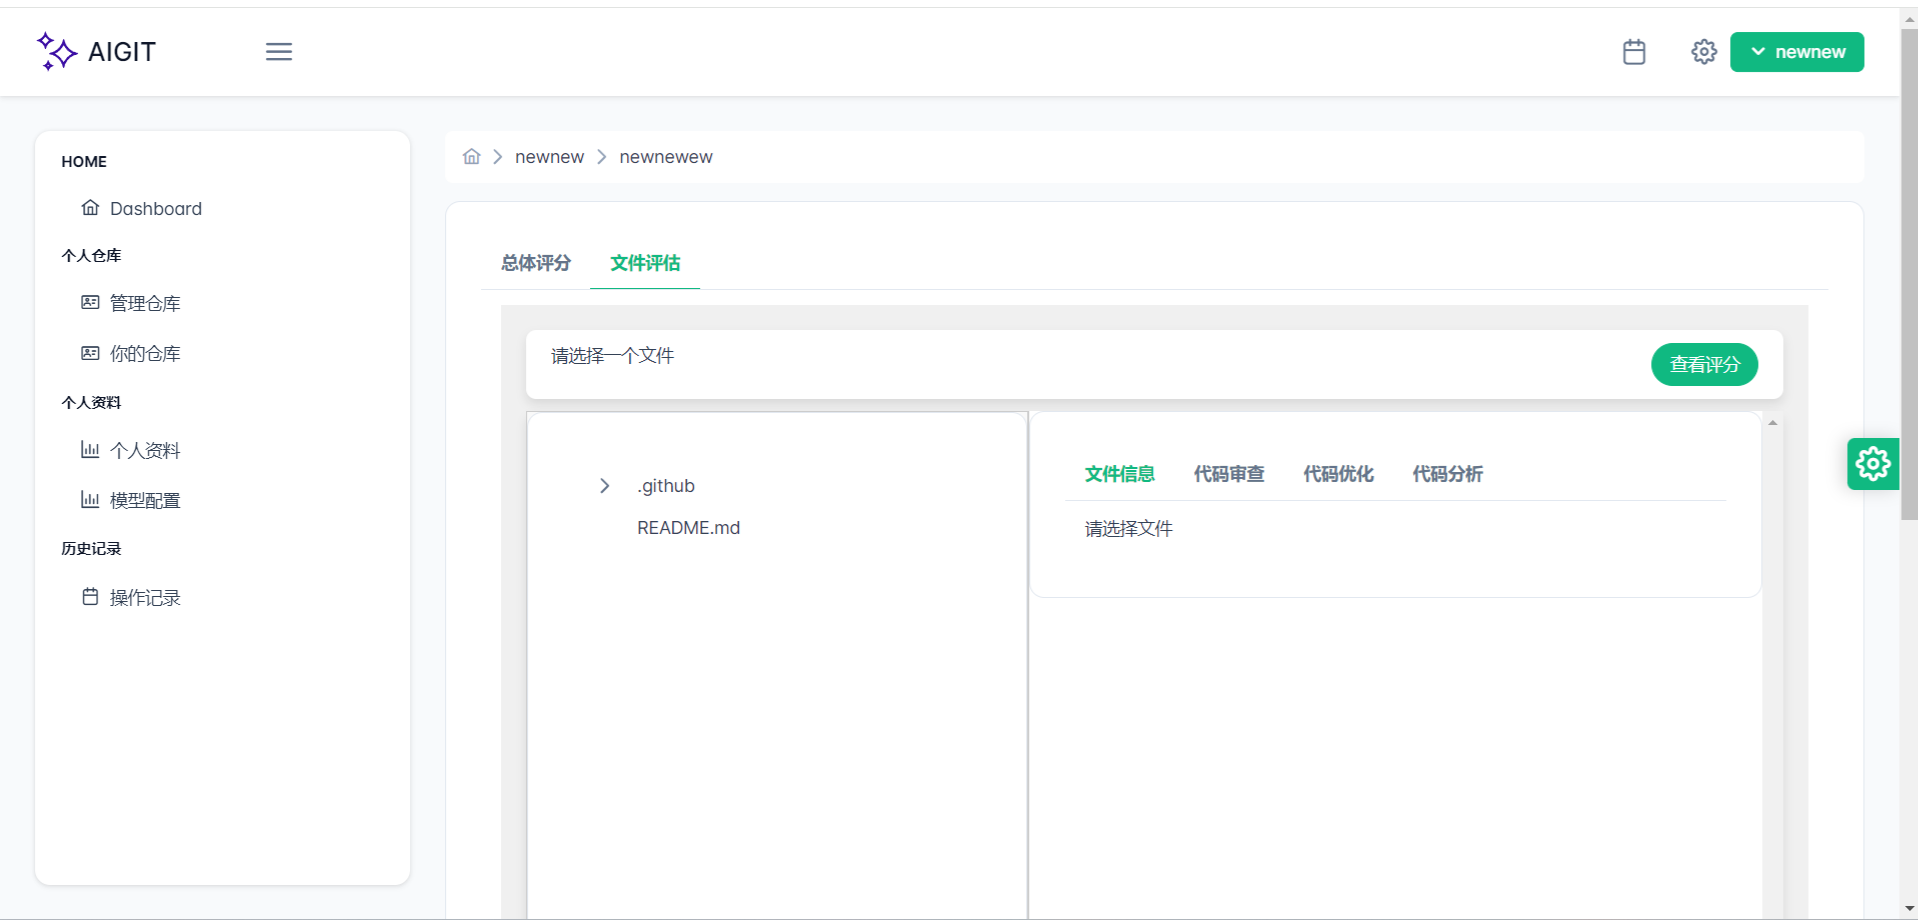 AIGIT
newnew
HOME
Dashboard
个人仓库
管理仓库
你的仓库
个人资料
个人资料
模型配置
历史记录
操作记录
newnew
newnewew
总体评分 文件评估
请选择一个文件
查看评分
.github
README.md
文件信息 代码审查 代码优化 代码分析
请选择文件